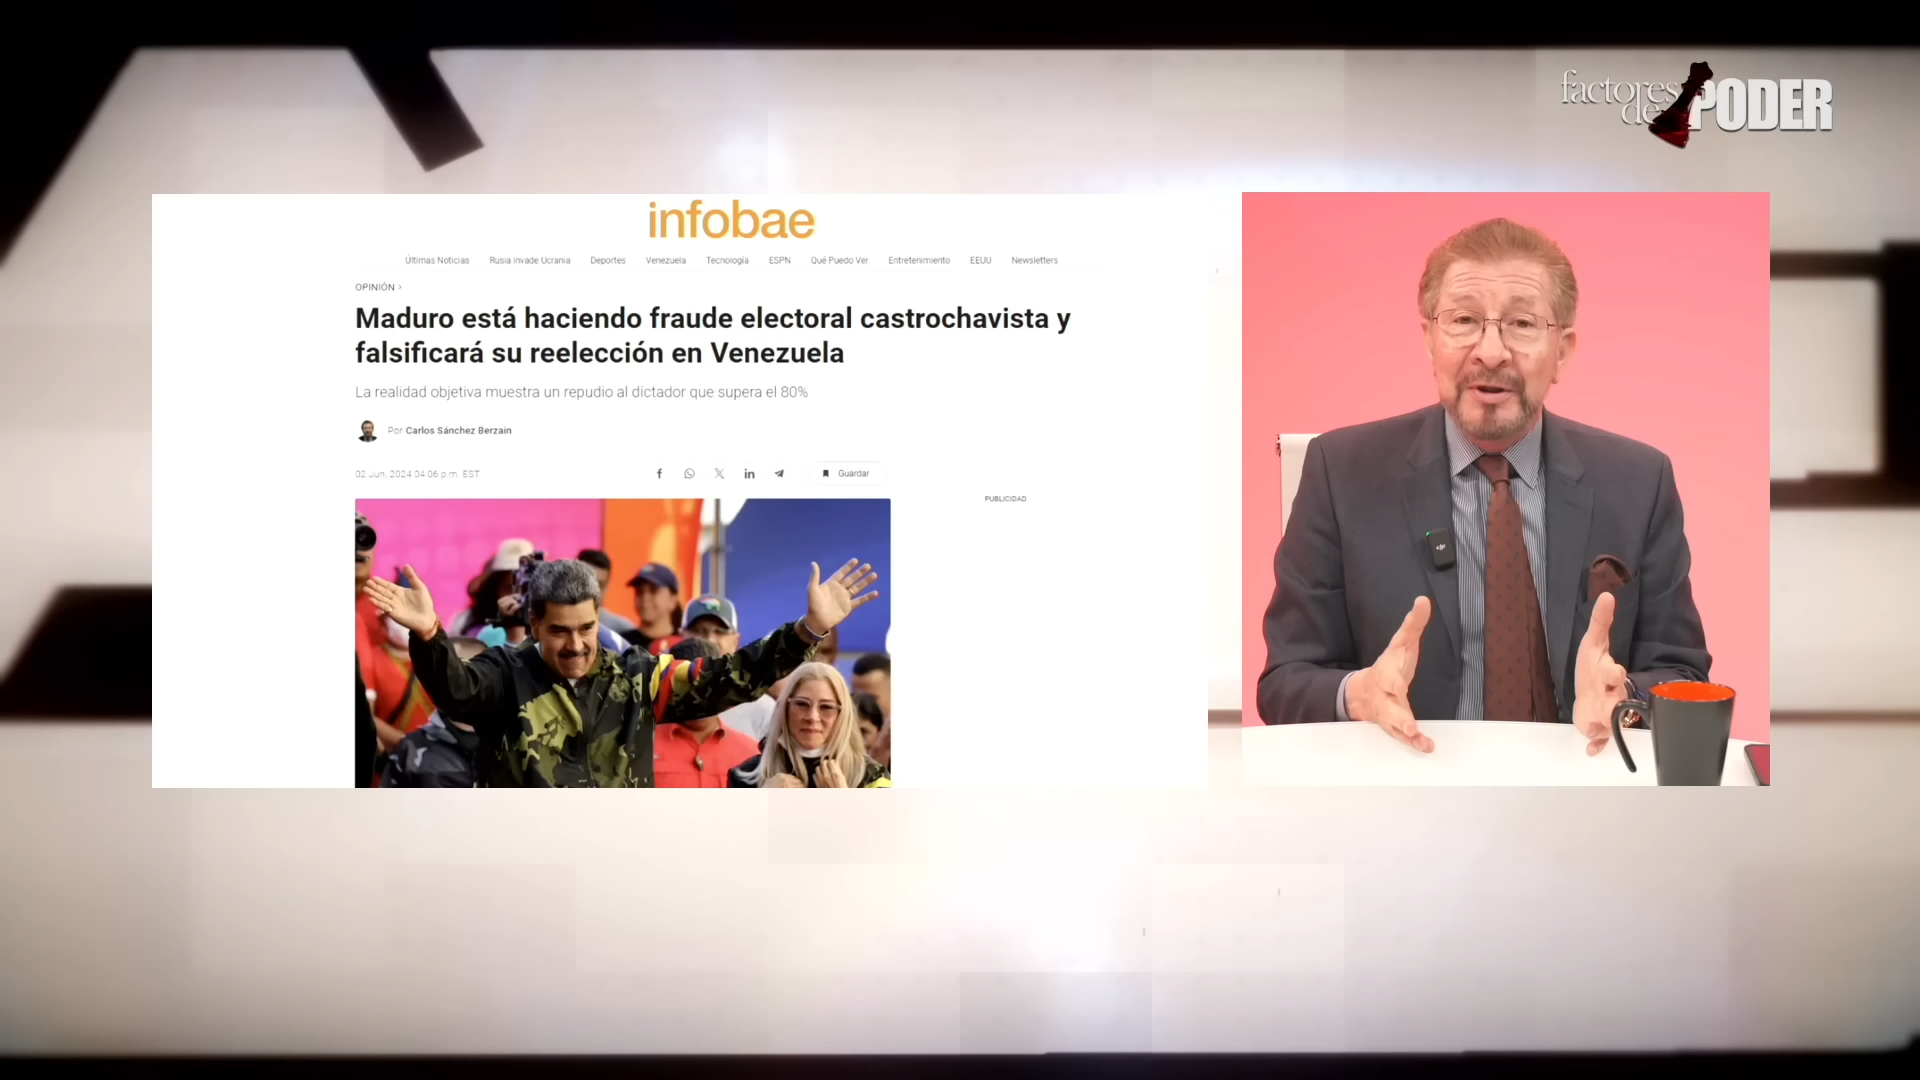 factores
de PODER
infobae
Últimas Noticias Rusia invade Ucrania Deportes Venezuela Tecnología ESPN Qué Puedo Ver Entretenimiento EEUU Newsletters
OPINIÓN >
Maduro está haciendo fraude electoral castrochavista y
falsificará su reelección en Venezuela
La realidad objetiva muestra un repudio al dictador que supera el 80%
Por Carlos Sánchez Berzain
02 Jun, 2024 04:06 p.m. EST
Guardar
PUBLICIDAD
dji